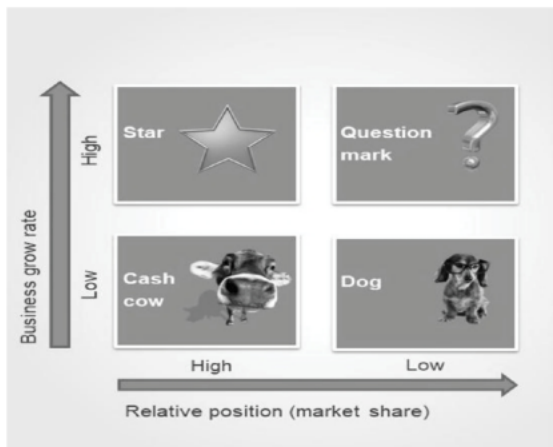 Business grow rate
High
Low
Star
Question
mark
Cash
cow
Dog
High
Low
Relative position (market share)